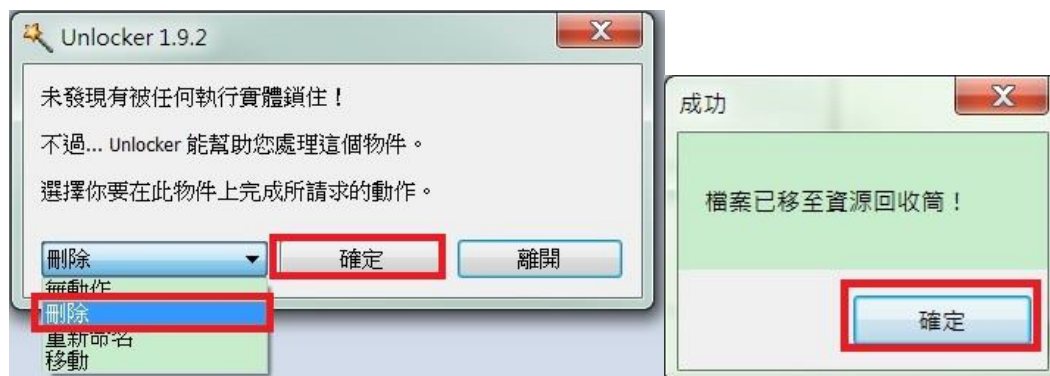 Unlocker 1.9.2
未發現有被任何執行實體鎖住！
不過... Unlocker 能幫助您處理這個物件。
選擇你要在此物件上完成所請求的動作。
刪除
確定
離開
無動作
刪除
重新命名
移動
成功
檔案已移至資源回收筒！
確定